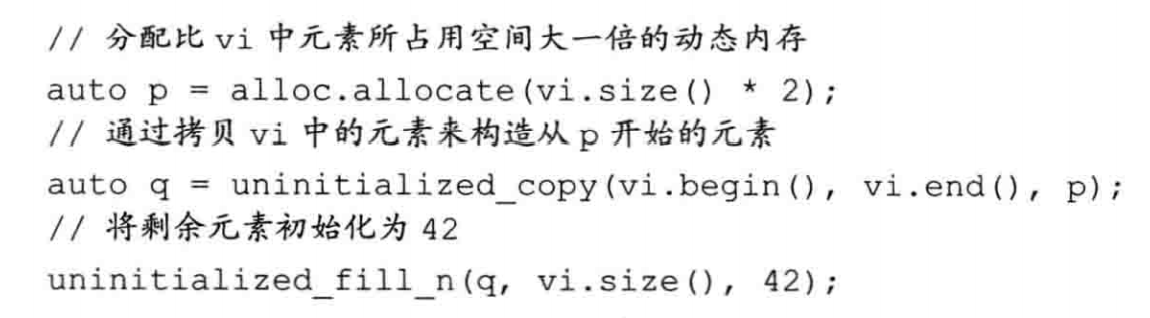 // 分配比 vi 中元素所占用空间大一倍的动态内存
auto p = alloc.allocate(vi.size() * 2);
// 通过拷贝 vi 中的元素来构造从 p 开始的元素
auto q = uninitialized_copy(vi.begin(), vi.end(), p);
// 将剩余元素初始化为 42
uninitialized_fill_n(q, vi.size(), 42);